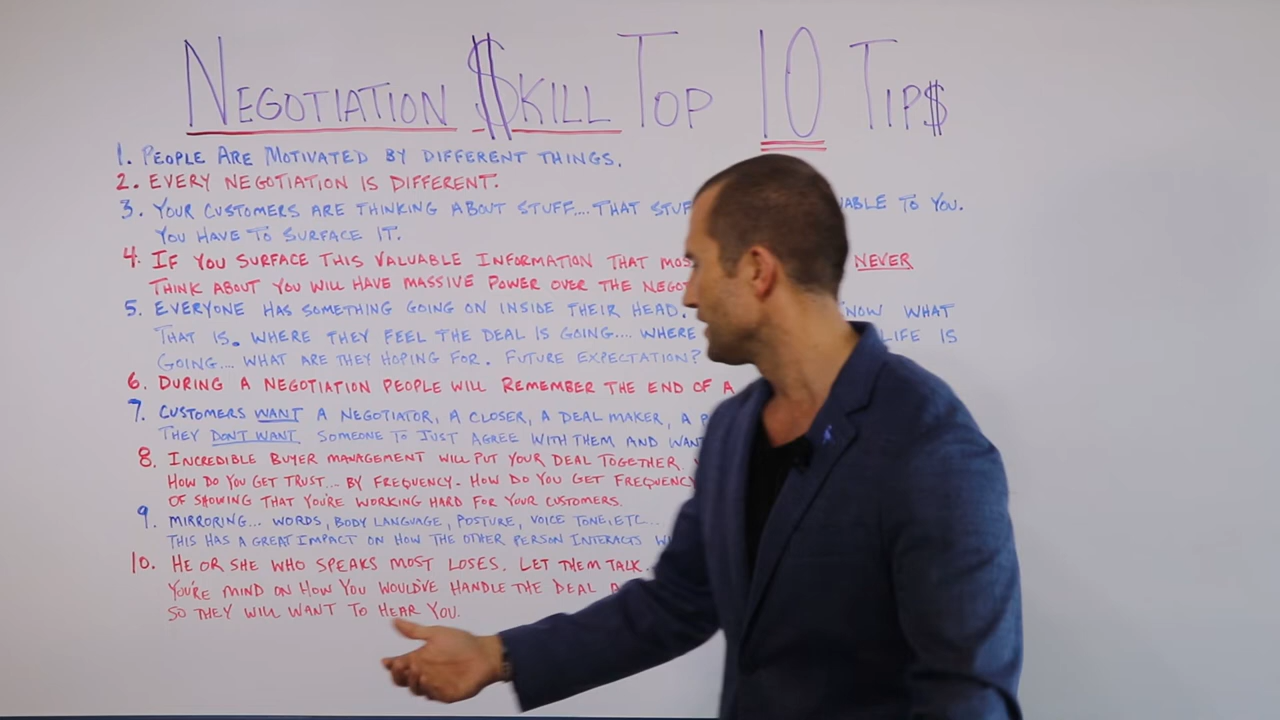 NEGOTIATION $KILL TOP 10 TIP$
1. PEOPLE ARE MOTIVATED BY DIFFERENT THINGS.
2. EVERY NEGOTIATION IS DIFFERENT.
3. YOUR CUSTOMERS ARE THINKING ABOUT STUFF.... THAT TO YOU.
YOU HAVE TO SURFACE IT.
4. IF YOU SURFACE THIS VALUABLE INFORMATION THAT NEVER
THINK ABOUT YOU WILL HAVE MASSIVE POWER OVER THE
5. EVERYONE HAS SOMETHING GOING ON INSIDE THEIR HEAD. WHAT
THAT IS. WHERE THEY FEEL THE DEAL IS GOING.... WHERE LIFE IS
GOING.... WHAT ARE THEY HOPING FOR. FUTURE EXPECTATION?
6. DURING A NEGOTIATION PEOPLE WILL REMEMBER THE END OF A
7. CUSTOMERS WANT A NEGOTIATOR, A CLOSER, A DEAL MAKER, A
THEY DON'T WANT SOMEONE TO JUST AGREE WITH THEM AND
8. INCREDIBLE BUYER MANAGEMENT WILL PUT YOUR DEAL TOGETHER.
HOW DO YOU GET TRUST... BY FREQUENCY. HOW DO YOU GET FREQUENCY
OF SHOWING THAT YOU'RE WORKING HARD FOR YOUR CUSTOMERS.
9. MIRRORING... WORDS, BODY LANGUAGE, POSTURE, VOICE TONE, ETC...
THIS HAS A GREAT IMPACT ON HOW THE OTHER PERSON INTERACTS
10. HE OR SHE WHO SPEAKS MOST LOSES. LET THEM TALK.
YOU'RE MIND ON HOW YOU WOULD'VE HANDLE THE DEAL
SO THEY WILL WANT TO HEAR YOU.